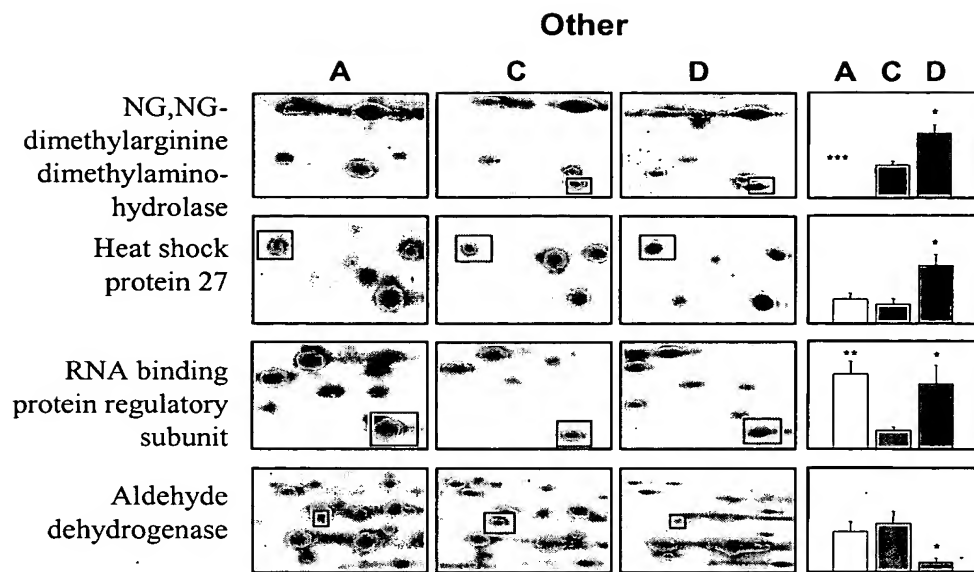 Other
A C D A C D
NG,NG-
dimethylarginine
dimethylamino-
hydrolase
*
***
Heat shock
protein 27
*
RNA binding
protein regulatory
subunit
** *
Aldehyde
dehydrogenase
*